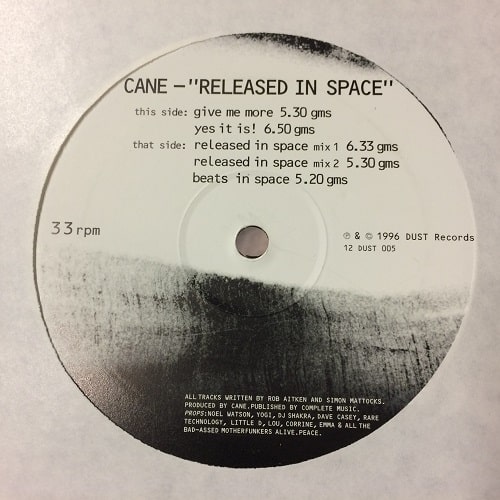 CANE – "RELEASED IN SPACE"
this side: give me more 5.30 gms
yes it is! 6.50 gms
that side: released in space mix 1 6.33 gms
released in space mix 2 5.30 gms
beats in space 5.20 gms
33 rpm
℗ & © 1996 DUST Records
12 DUST 005
ALL TRACKS WRITTEN BY ROB AITKEN AND SIMON MATTOCKS.
PRODUCED BY CANE.PUBLISHED BY COMPLETE MUSIC.
PROPS:NOEL WATSON, YOGI, DJ SHAKRA, DAVE CASEY, RARE
TECHNOLOGY, LITTLE D, LOU, CORRINE, EMMA & ALL THE
BAD-ASSED MOTHERFUNKERS ALIVE.PEACE.